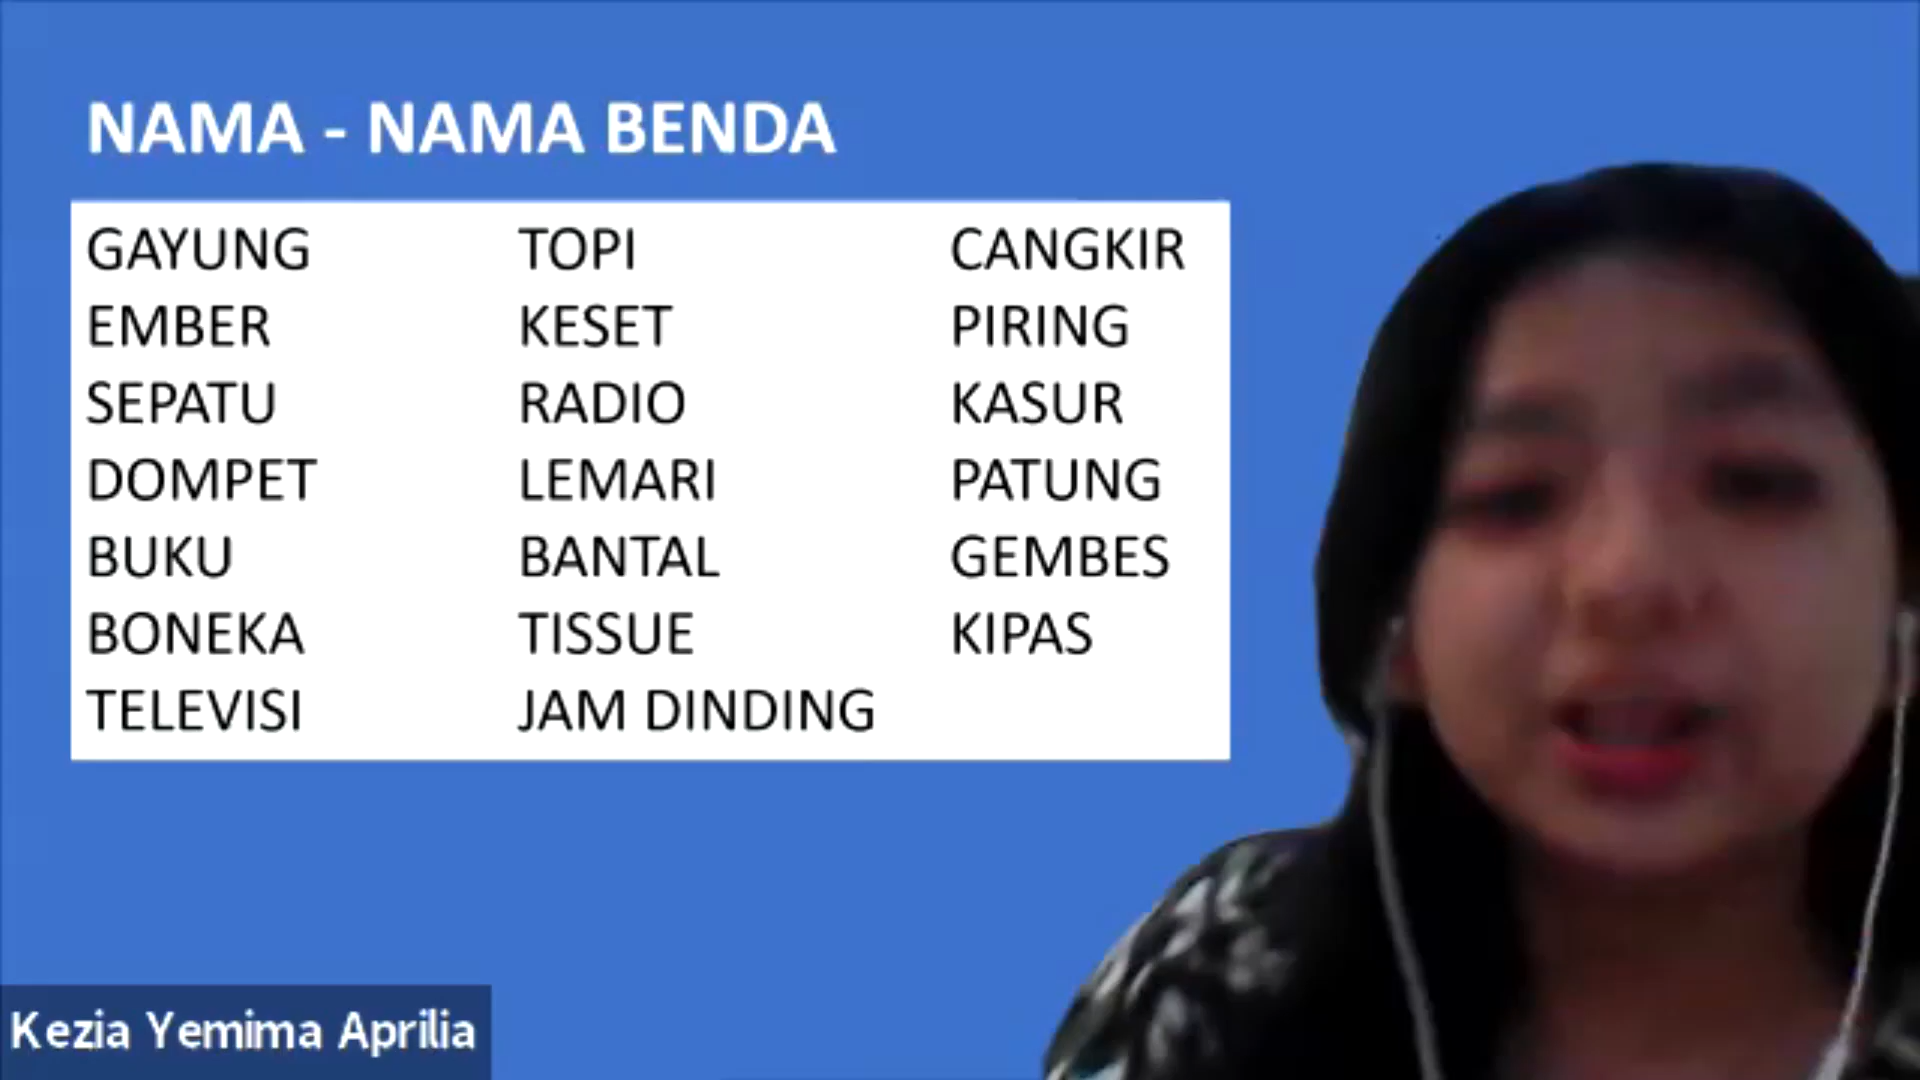 NAMA - NAMA BENDA
GAYUNG
EMBER
SEPATU
DOMPET
BUKU
BONEKA
TELEVISI
TOPI
KESET
RADIO
LEMARI
BANTAL
TISSUE
JAM DINDING
CANGKIR
PIRING
KASUR
PATUNG
GEMBES
KIPAS
Kezia Yemima Aprilia